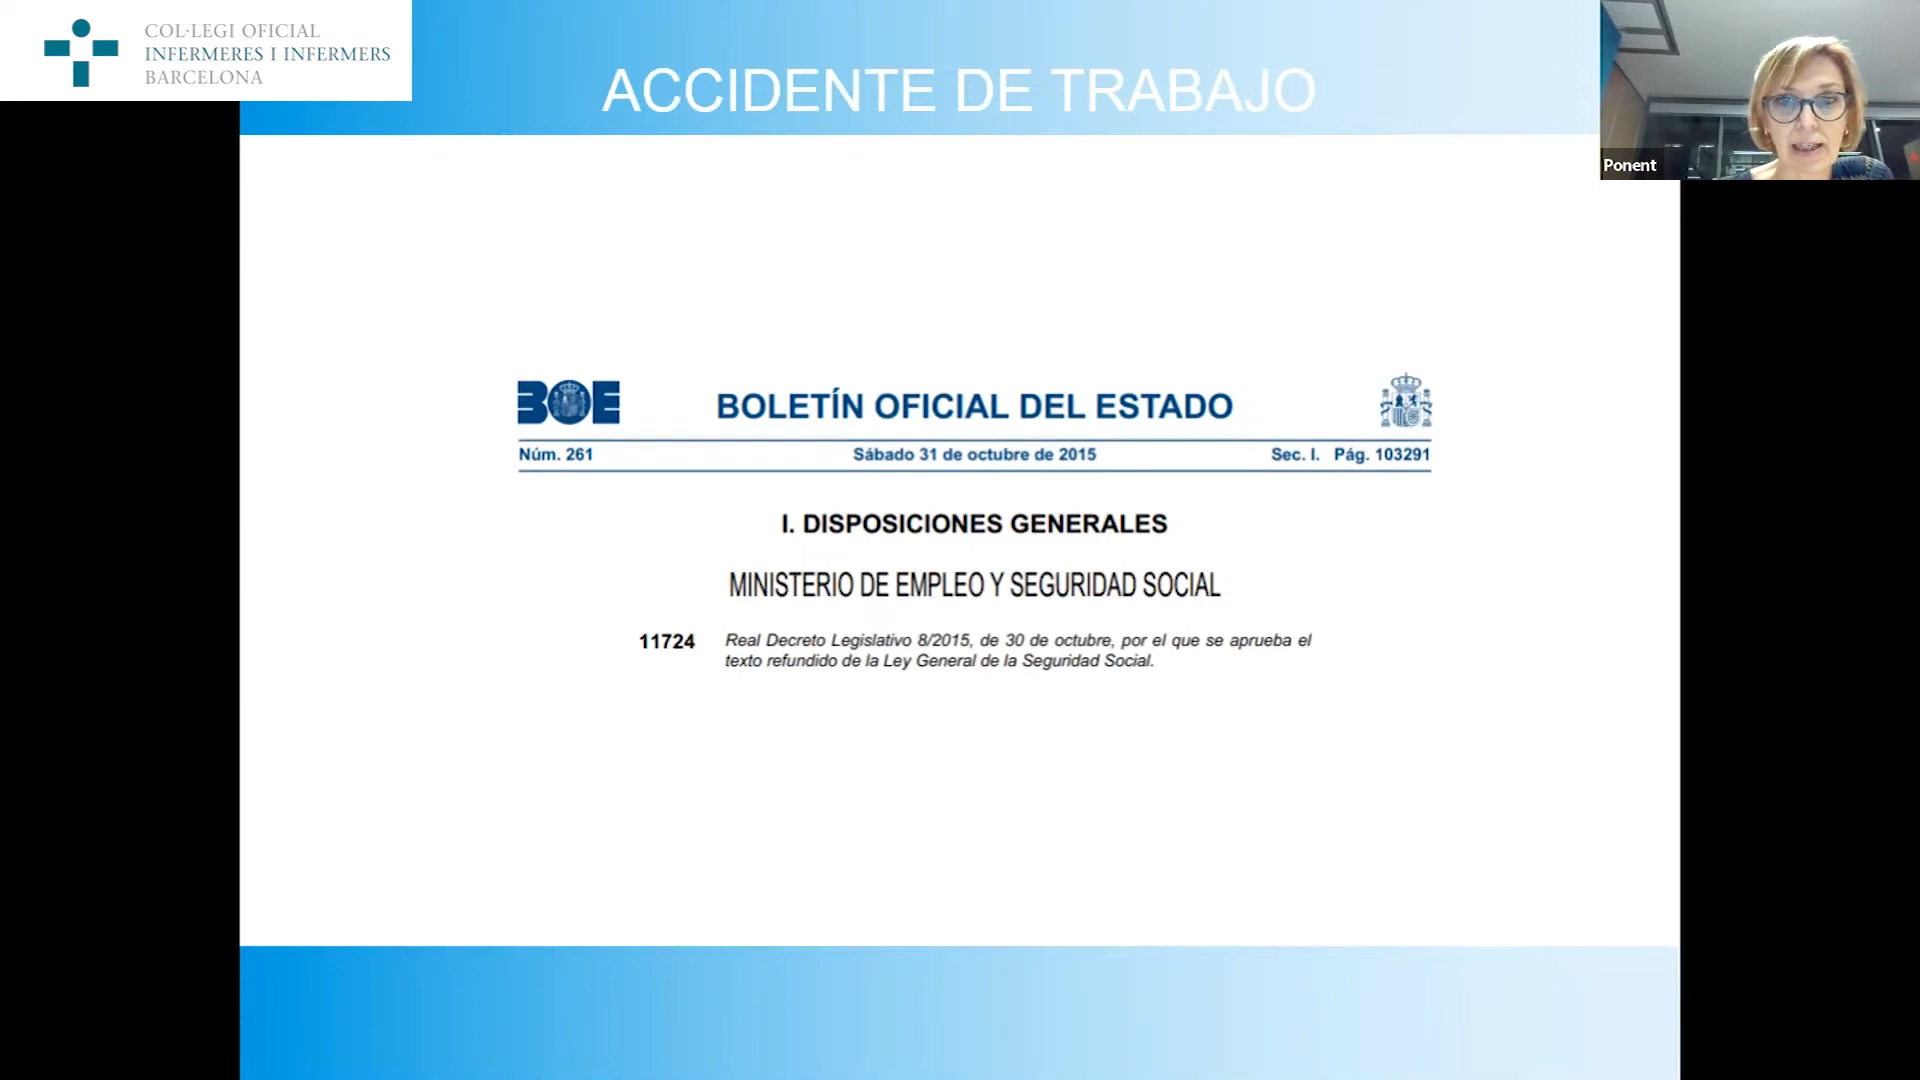 COL·LEGI OFICIAL
INFERMERES I INFERMERS
BARCELONA
ACCIDENTE DE TRABAJO
Ponent
BOE
BOLETÍN OFICIAL DEL ESTADO
Núm. 261 Sábado 31 de octubre de 2015 Sec. I. Pág. 103291
I. DISPOSICIONES GENERALES
MINISTERIO DE EMPLEO Y SEGURIDAD SOCIAL
11724 Real Decreto Legislativo 8/2015, de 30 de octubre, por el que se aprueba el
texto refundido de la Ley General de la Seguridad Social.